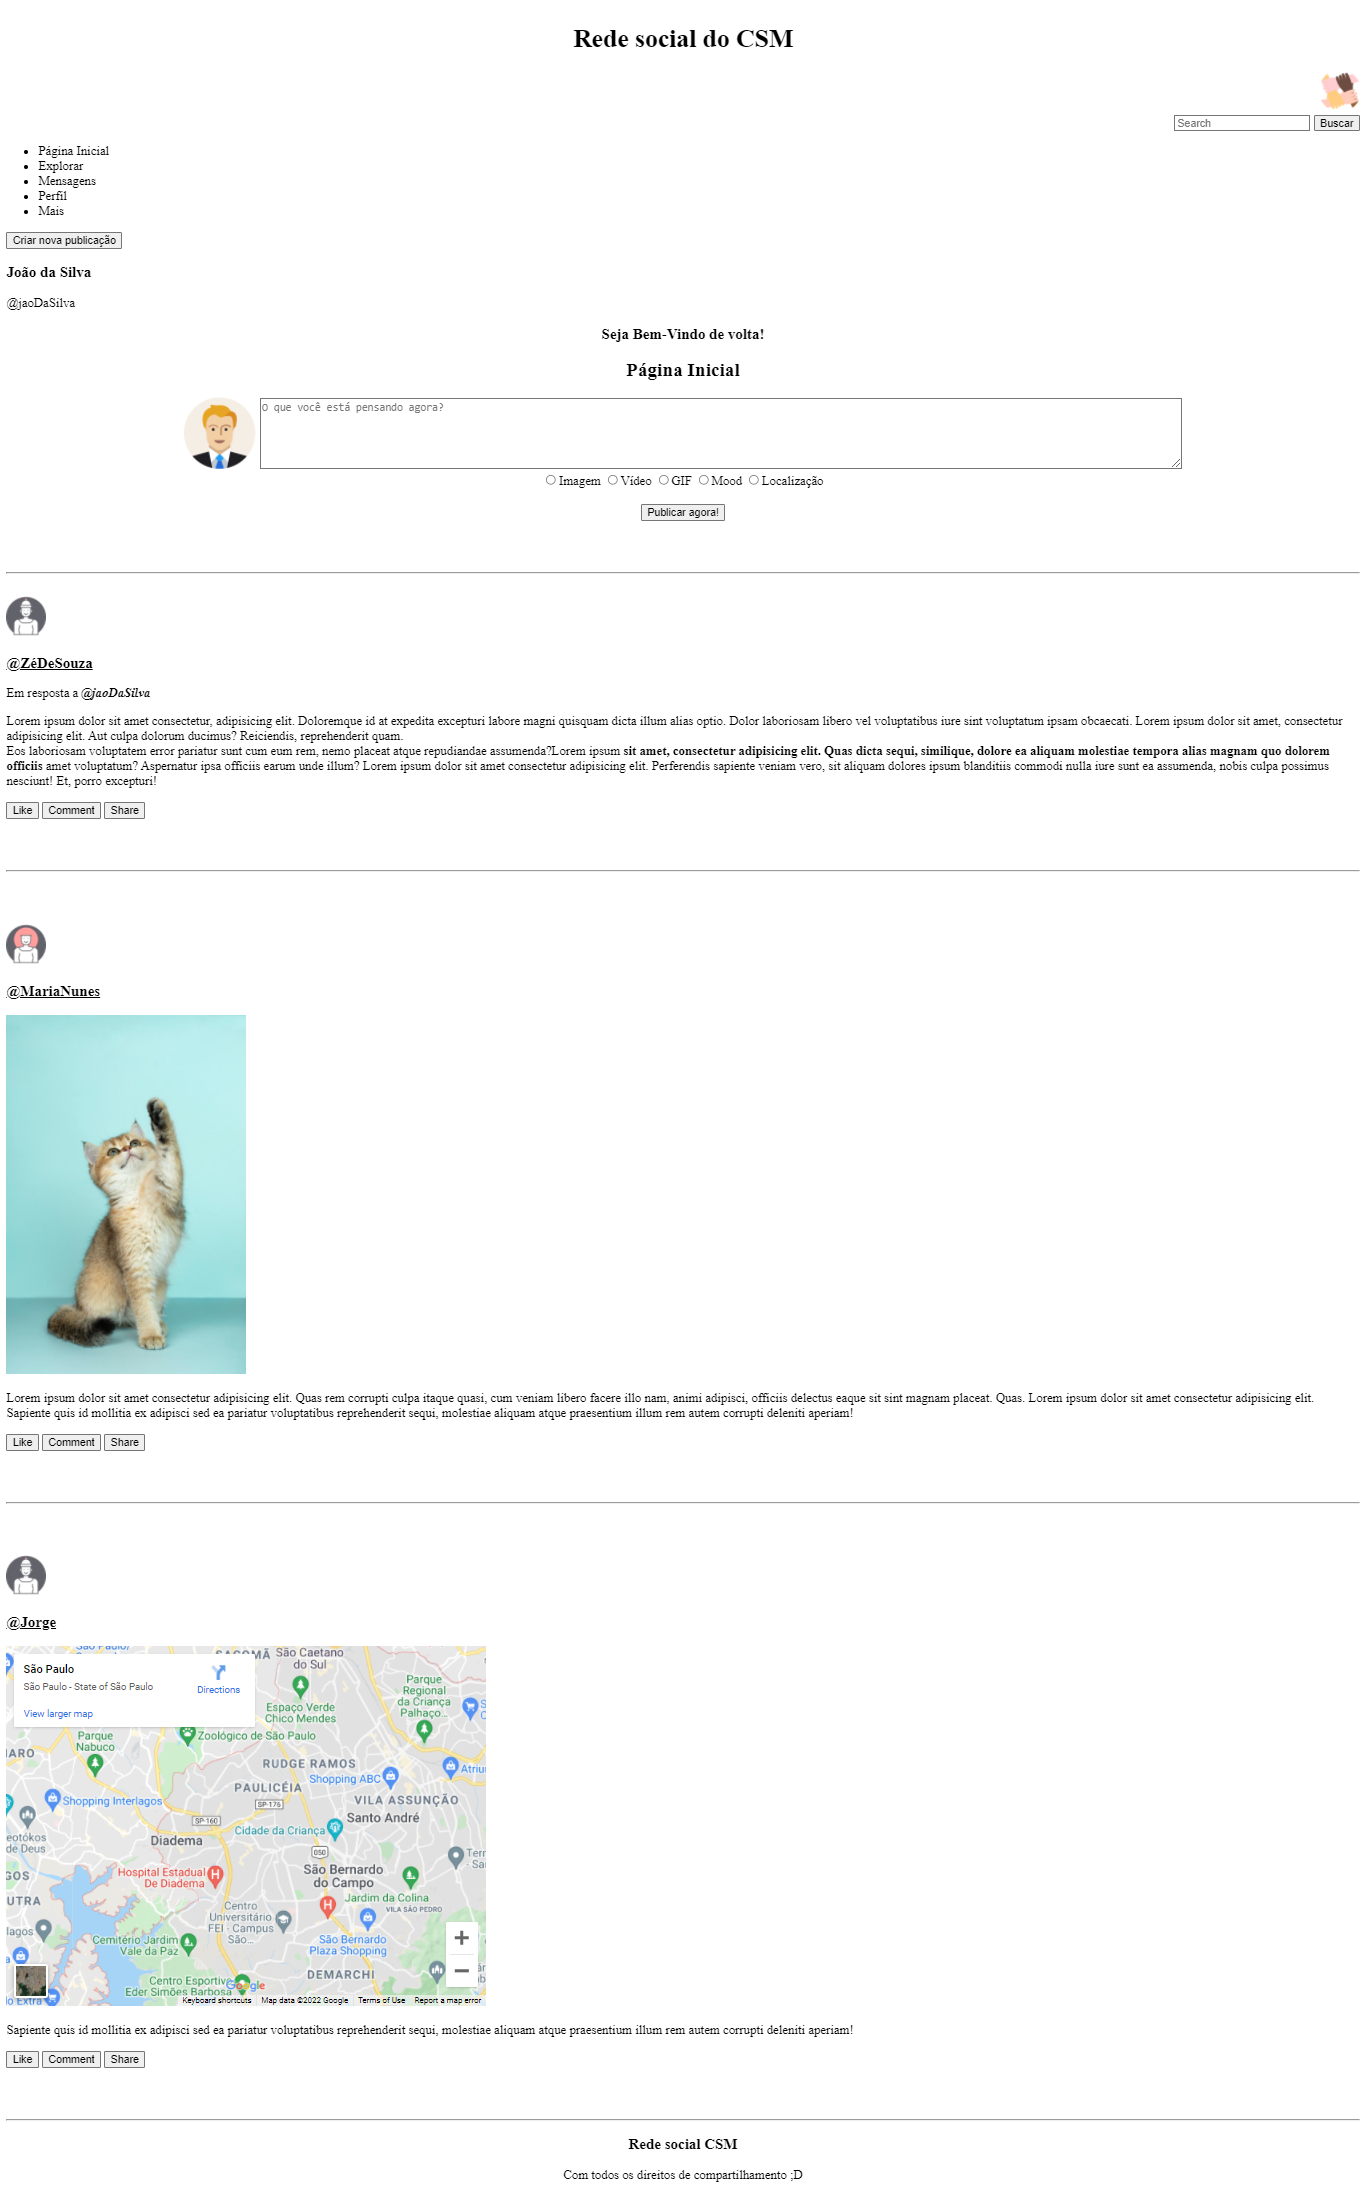 Rede social do CSM
Search Buscar
Página Inicial
Explorar
Mensagens
Perfil
Mais
Criar nova publicação
João da Silva
@jaoDaSilva
Seja Bem-Vindo de volta!
Página Inicial
O que você está pensando agora?
Imagem Vídeo GIF Mood Localização
Publicar agora!
@ZéDeSouza
Em resposta a @jaoDaSilva
Lorem ipsum dolor sit amet consectetur, adipisicing elit. Doloremque id at expedita excepturi labore magni quisquam dicta illum alias optio. Dolor laboriosam libero vel voluptatibus iure sint voluptatum ipsam obcaecati. Lorem ipsum dolor sit amet, consectetur
adipisicing elit. Aut culpa dolorum ducimus? Reiciendis, reprehenderit quam.
Eos laboriosam voluptatem error pariatur sunt cum eum rem, nemo placeat atque repudiandae assumenda?Lorem ipsum sit amet, consectetur adipisicing elit. Quas dicta sequi, similique, dolore ea aliquam molestiae tempora alias magnam quo dolorem
officiis amet voluptatum? Aspernatur ipsa officiis earum unde illum? Lorem ipsum dolor sit amet consectetur adipisicing elit. Perferendis sapiente veniam vero, sit aliquam dolores ipsum blanditiis commodi nulla iure sunt ea assumenda, nobis culpa possimus
nesciunt! Et, porro excepturi!
Like Comment Share
@MariaNunes
Lorem ipsum dolor sit amet consectetur adipisicing elit. Quas rem corrupti culpa itaque quasi, cum veniam libero facere illo nam, animi adipisci, officiis delectus eaque sit sint magnam placeat. Quas. Lorem ipsum dolor sit amet consectetur adipisicing elit.
Sapiente quis id mollitia ex adipisci sed ea pariatur voluptatibus reprehenderit sequi, molestiae aliquam atque praesentium illum rem autem corrupti deleniti aperiam!
Like Comment Share
@Jorge
São Paulo
São Paulo - State of São Paulo
Directions
View larger map
São Caetano
do Sul
Parque
Regional
da Criança
Palhaço...
Espaço Verde
Chico Mendes
Parque
Nabuco
Zoológico de São Paulo
RUDGE RAMOS
Shopping ABC
PAULICÉIA
Shopping Interlagos
SP-176
VILA ASSUNÇÃO
SP-160
Santo André
Cidade da Criança
Diadema
050
São Bernardo
do Campo
Hospital Estadual
De Diadema
Jardim da Colina
VILA SÃO PEDRO
Centro
Universitário
FEI - Campus
São...
Cemitério Jardim
Vale da Paz
São Bernardo
Plaza Shopping
DEMARCHI
Centro Esportivo
Eder Simões Barbosa
Google
Keyboard shortcuts Map data ©2022 Google Terms of Use Report a map error
Sapiente quis id mollitia ex adipisci sed ea pariatur voluptatibus reprehenderit sequi, molestiae aliquam atque praesentium illum rem autem corrupti deleniti aperiam!
Like Comment Share
Rede social CSM
Com todos os direitos de compartilhamento ;D